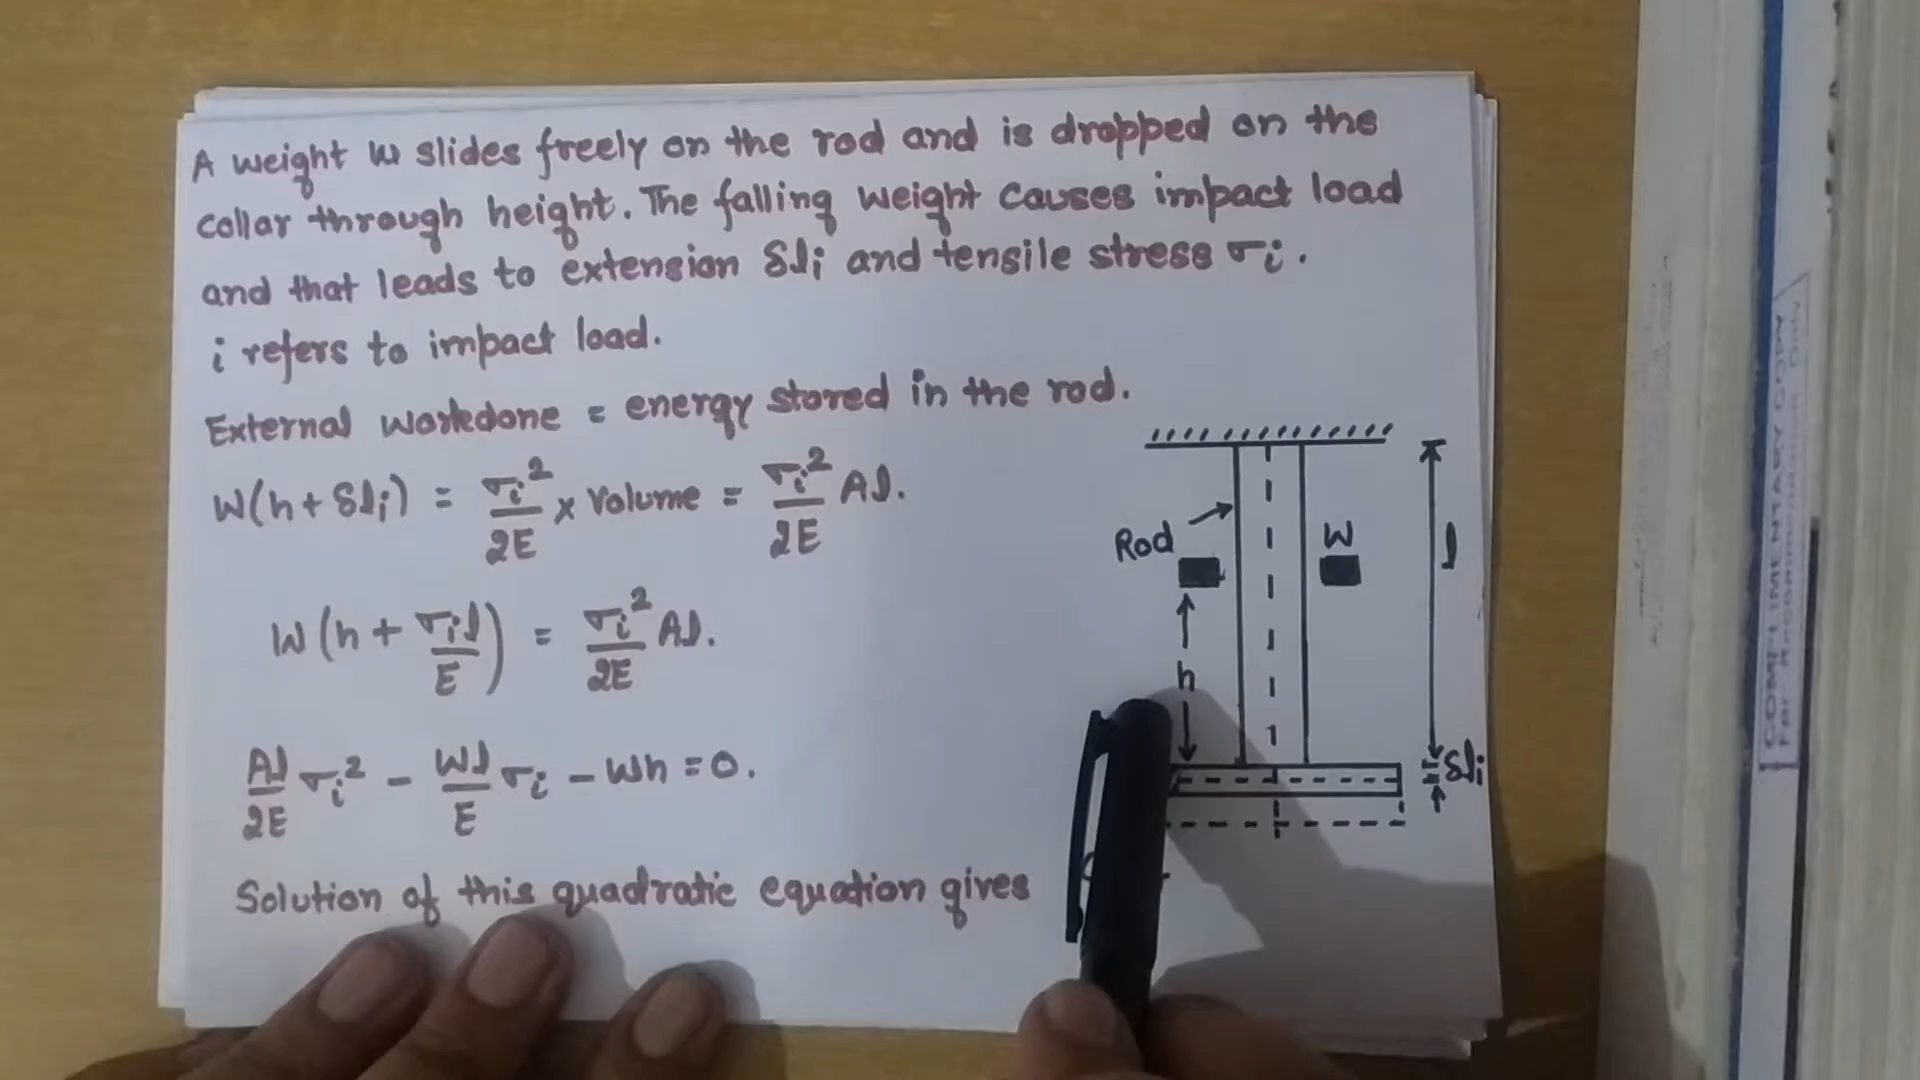 A weight W slides freely on the rod and is dropped on the
collar through height. The falling weight causes impact load
and that leads to extension δli and tensile stress σi.
i refers to impact load.
External workdone = energy stored in the rod.
W(h + δli) = σi²/2E × Volume = σi²/2E Al.
W(h + σil/E) = σi²/2E Al.
Al/2E σi² - Wl/E σi - Wh = 0.
Solution of this quadratic equation gives
Rod
W
l
h
δli
COMPLIMENTARY COPY